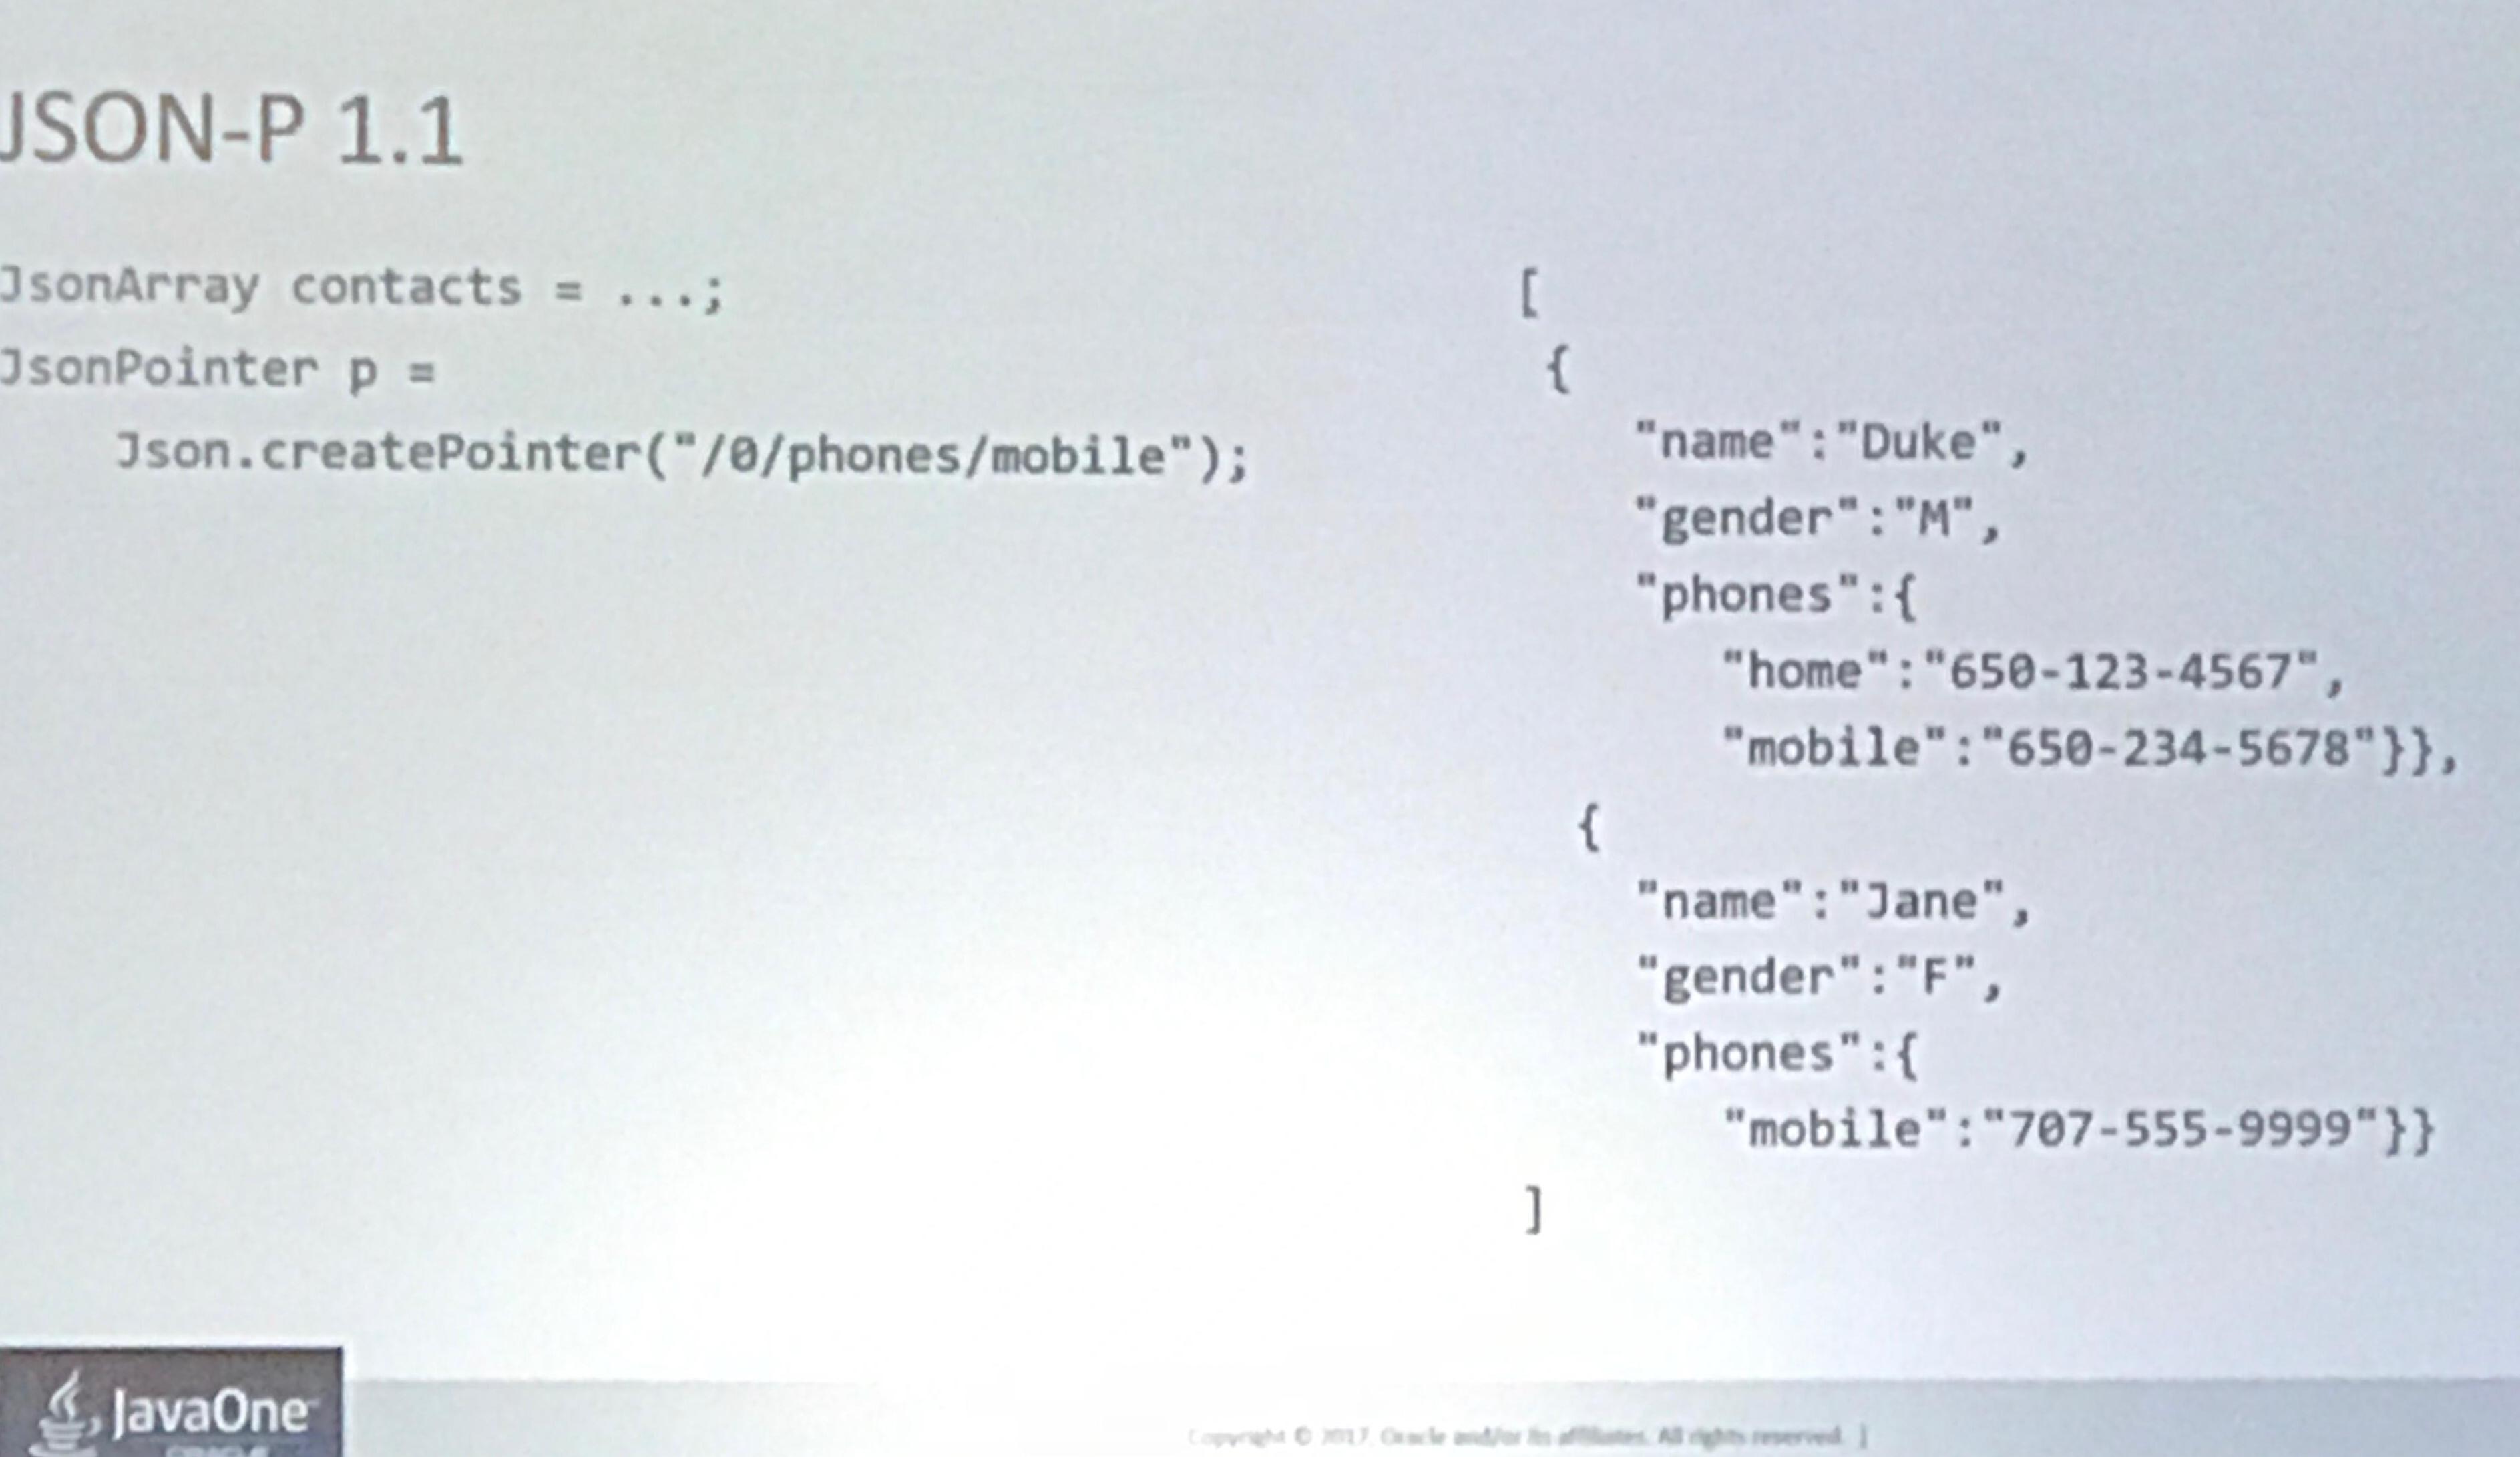 JSON-P 1.1
JsonArray contacts = ...;
JsonPointer p =
Json.createPointer("/0/phones/mobile");
[
{
"name":"Duke",
"gender":"M",
"phones":{
"home":"650-123-4567",
"mobile":"650-234-5678"}},
{
"name":"Jane",
"gender":"F",
"phones":{
"mobile":"707-555-9999"}}
]
JavaOne
ORACLE
Copyright © 2017, Oracle and/or its affiliates. All rights reserved. |